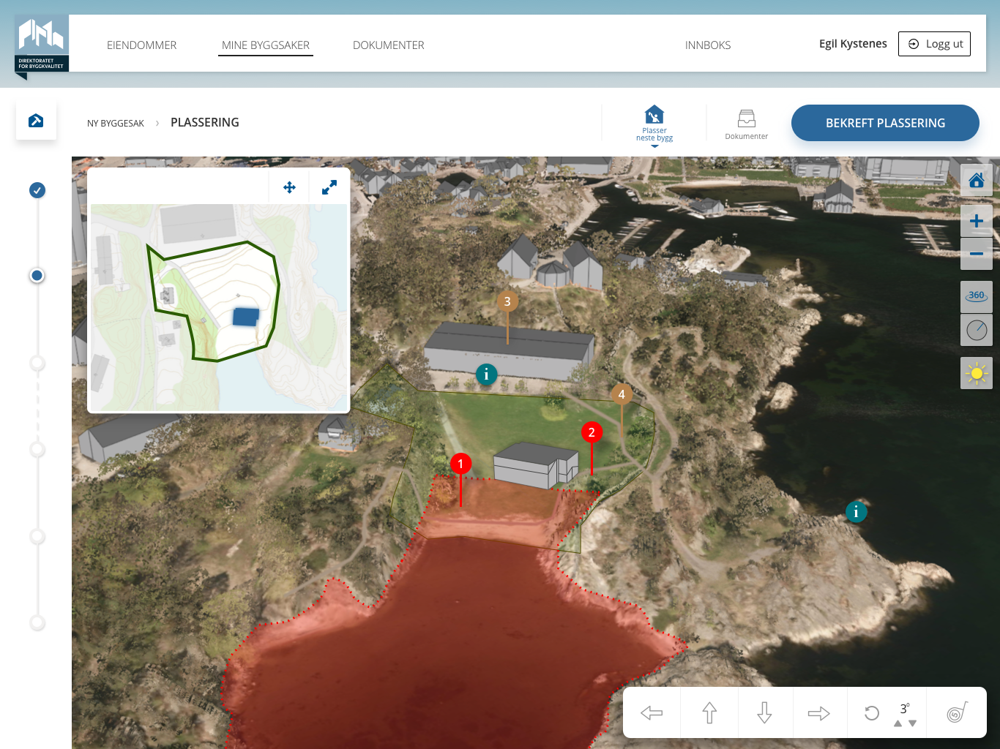 DIREKTORATET
FOR BYGGKVALITET
EIENDOMMER
MINE BYGGSAKER
DOKUMENTER
INNBOKS
Egil Kystenes
Logg ut
NY BYGGESAK
›
PLASSERING
Plasser
neste bygg
Dokumenter
BEKREFT PLASSERING
360
3
i
4
2
1
i
3°
5